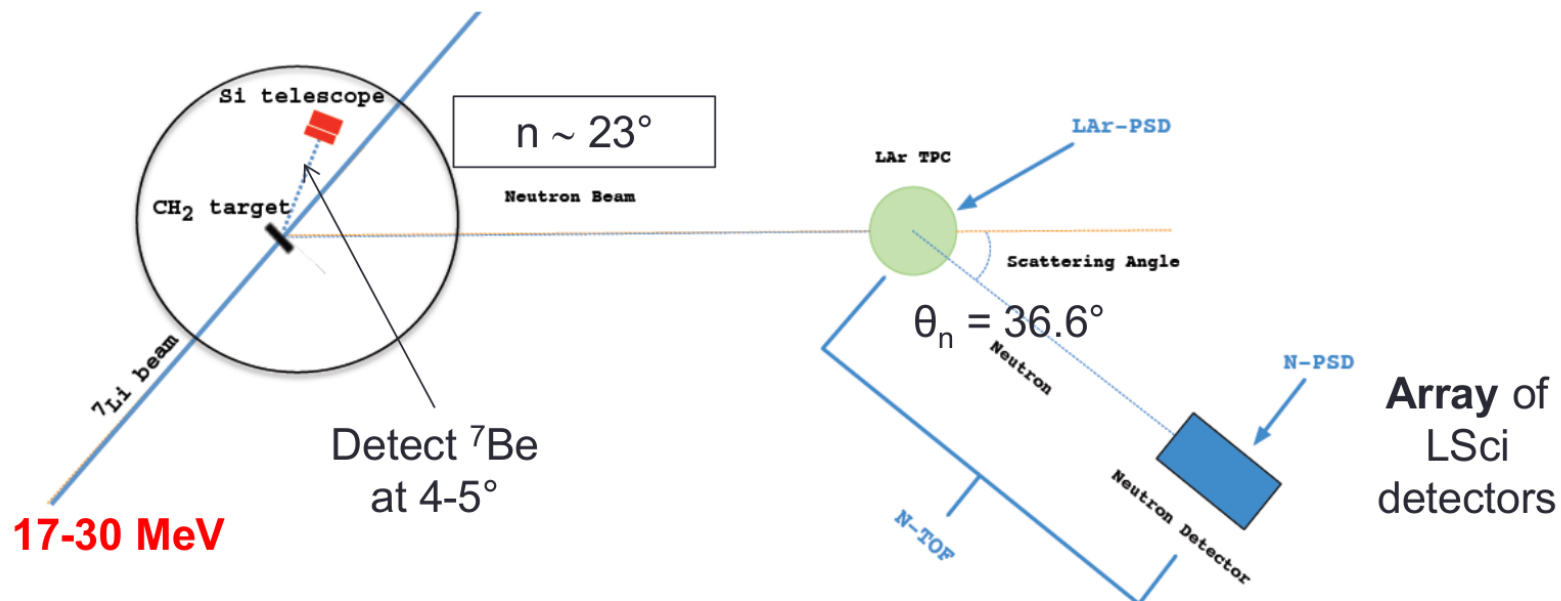 Si telescope
n ~ 23°
LAr-PSD
LAr TPC
Neutron Beam
CH₂ target
Scattering Angle
θₙ = 36.6°
Neutron
N-PSD
⁷Li beam
Array of
LSci
detectors
Detect ⁷Be
at 4-5°
Neutron Detector
N-TOF
17-30 MeV